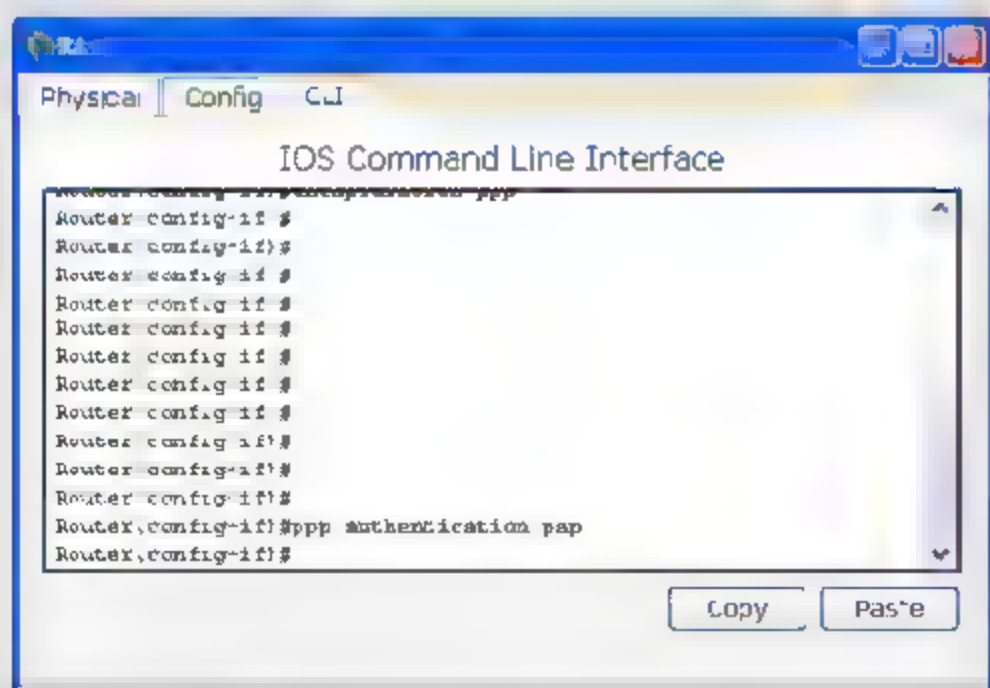 Physical Config CLI
IOS Command Line Interface
ppp
Router config-if #
Router config-if)#
Router config if #
Router config if #
Router config if #
Router config if #
Router config if #
Router config if #
Router config if)#
Router config-if)#
Router config if)#
Router(config-if)#ppp authentication pap
Router(config-if)#
Copy Paste